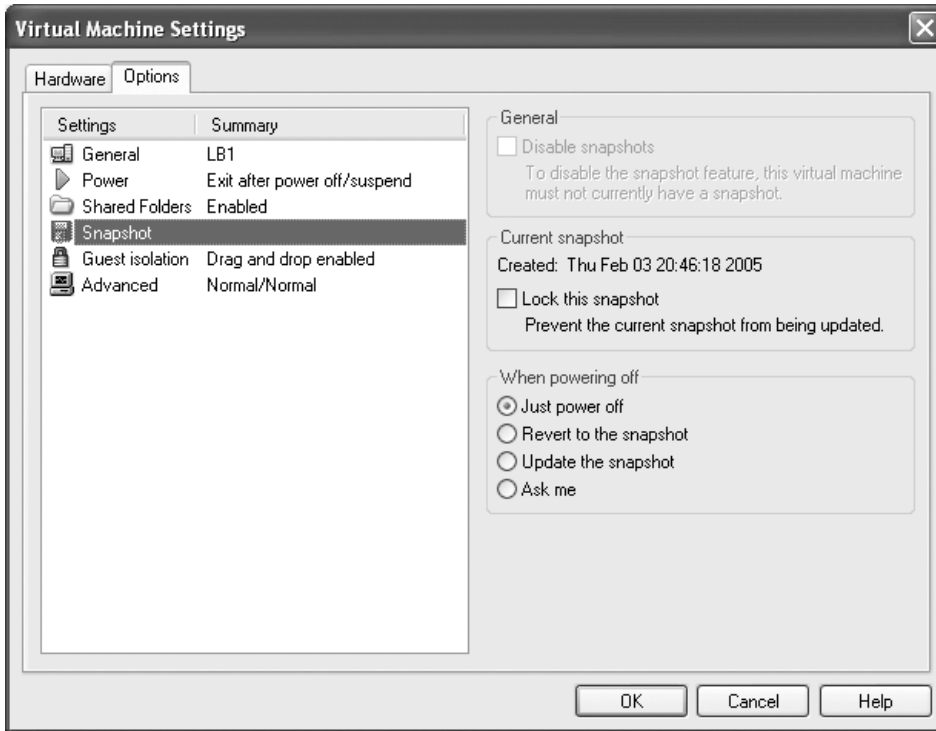 Virtual Machine Settings
Hardware Options
Settings Summary
General LB1
Power Exit after power off/suspend
Shared Folders Enabled
Snapshot
Guest isolation Drag and drop enabled
Advanced Normal/Normal
General
Disable snapshots
To disable the snapshot feature, this virtual machine
must not currently have a snapshot.
Current snapshot
Created: Thu Feb 03 20:46:18 2005
Lock this snapshot
Prevent the current snapshot from being updated.
When powering off
Just power off
Revert to the snapshot
Update the snapshot
Ask me
OK Cancel Help